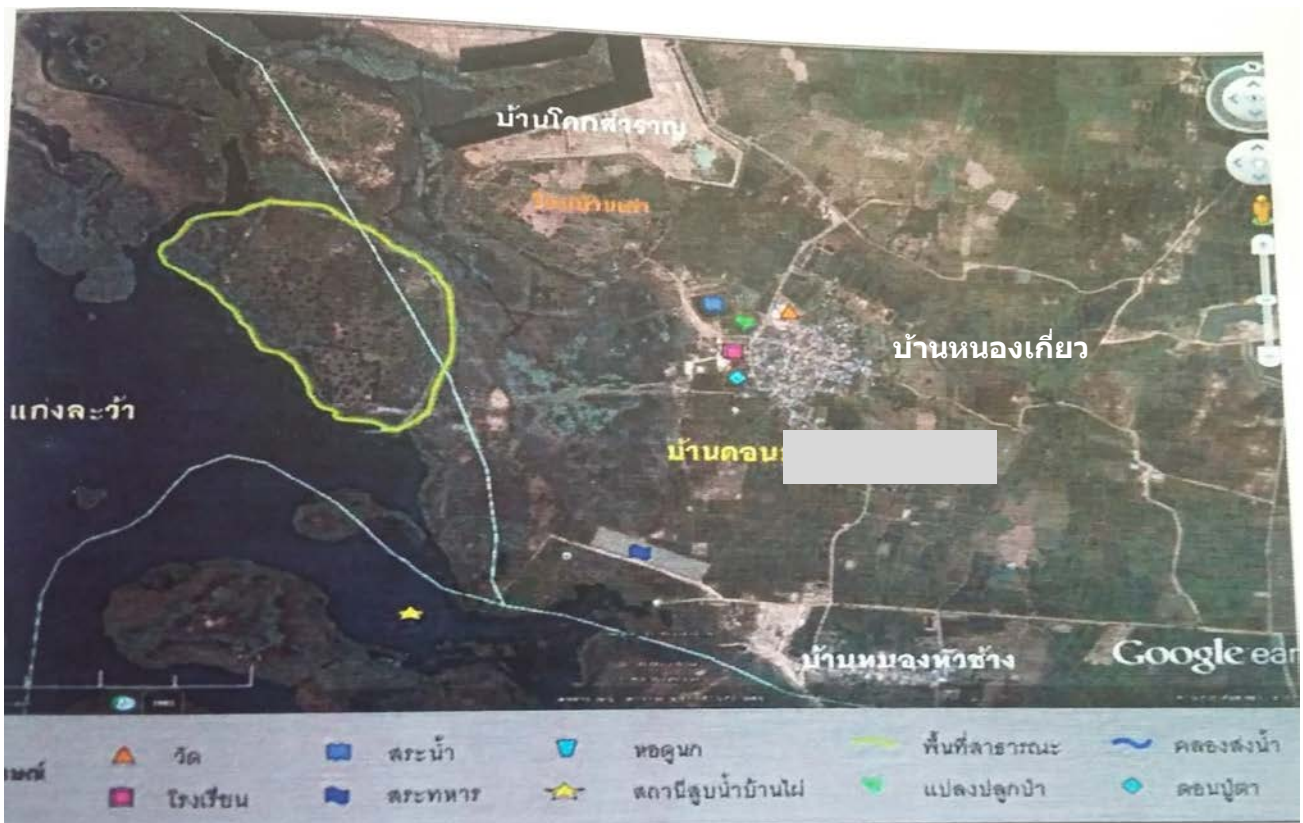 บ้านโคกสำราญ
บ้านหนองเกี่ยว
แก่งละว้า
บ้านดอน
บ้านหนองหัวช้าง
Google ear
วัด
สระน้ำ
หอดูนก
พื้นที่สาธารณะ
คลองส่งน้ำ
โรงเรียน
สระทหาร
สถานีสูบน้ำบ้านไผ่
แปลงปลูกป่า
ดอนปู่ตา